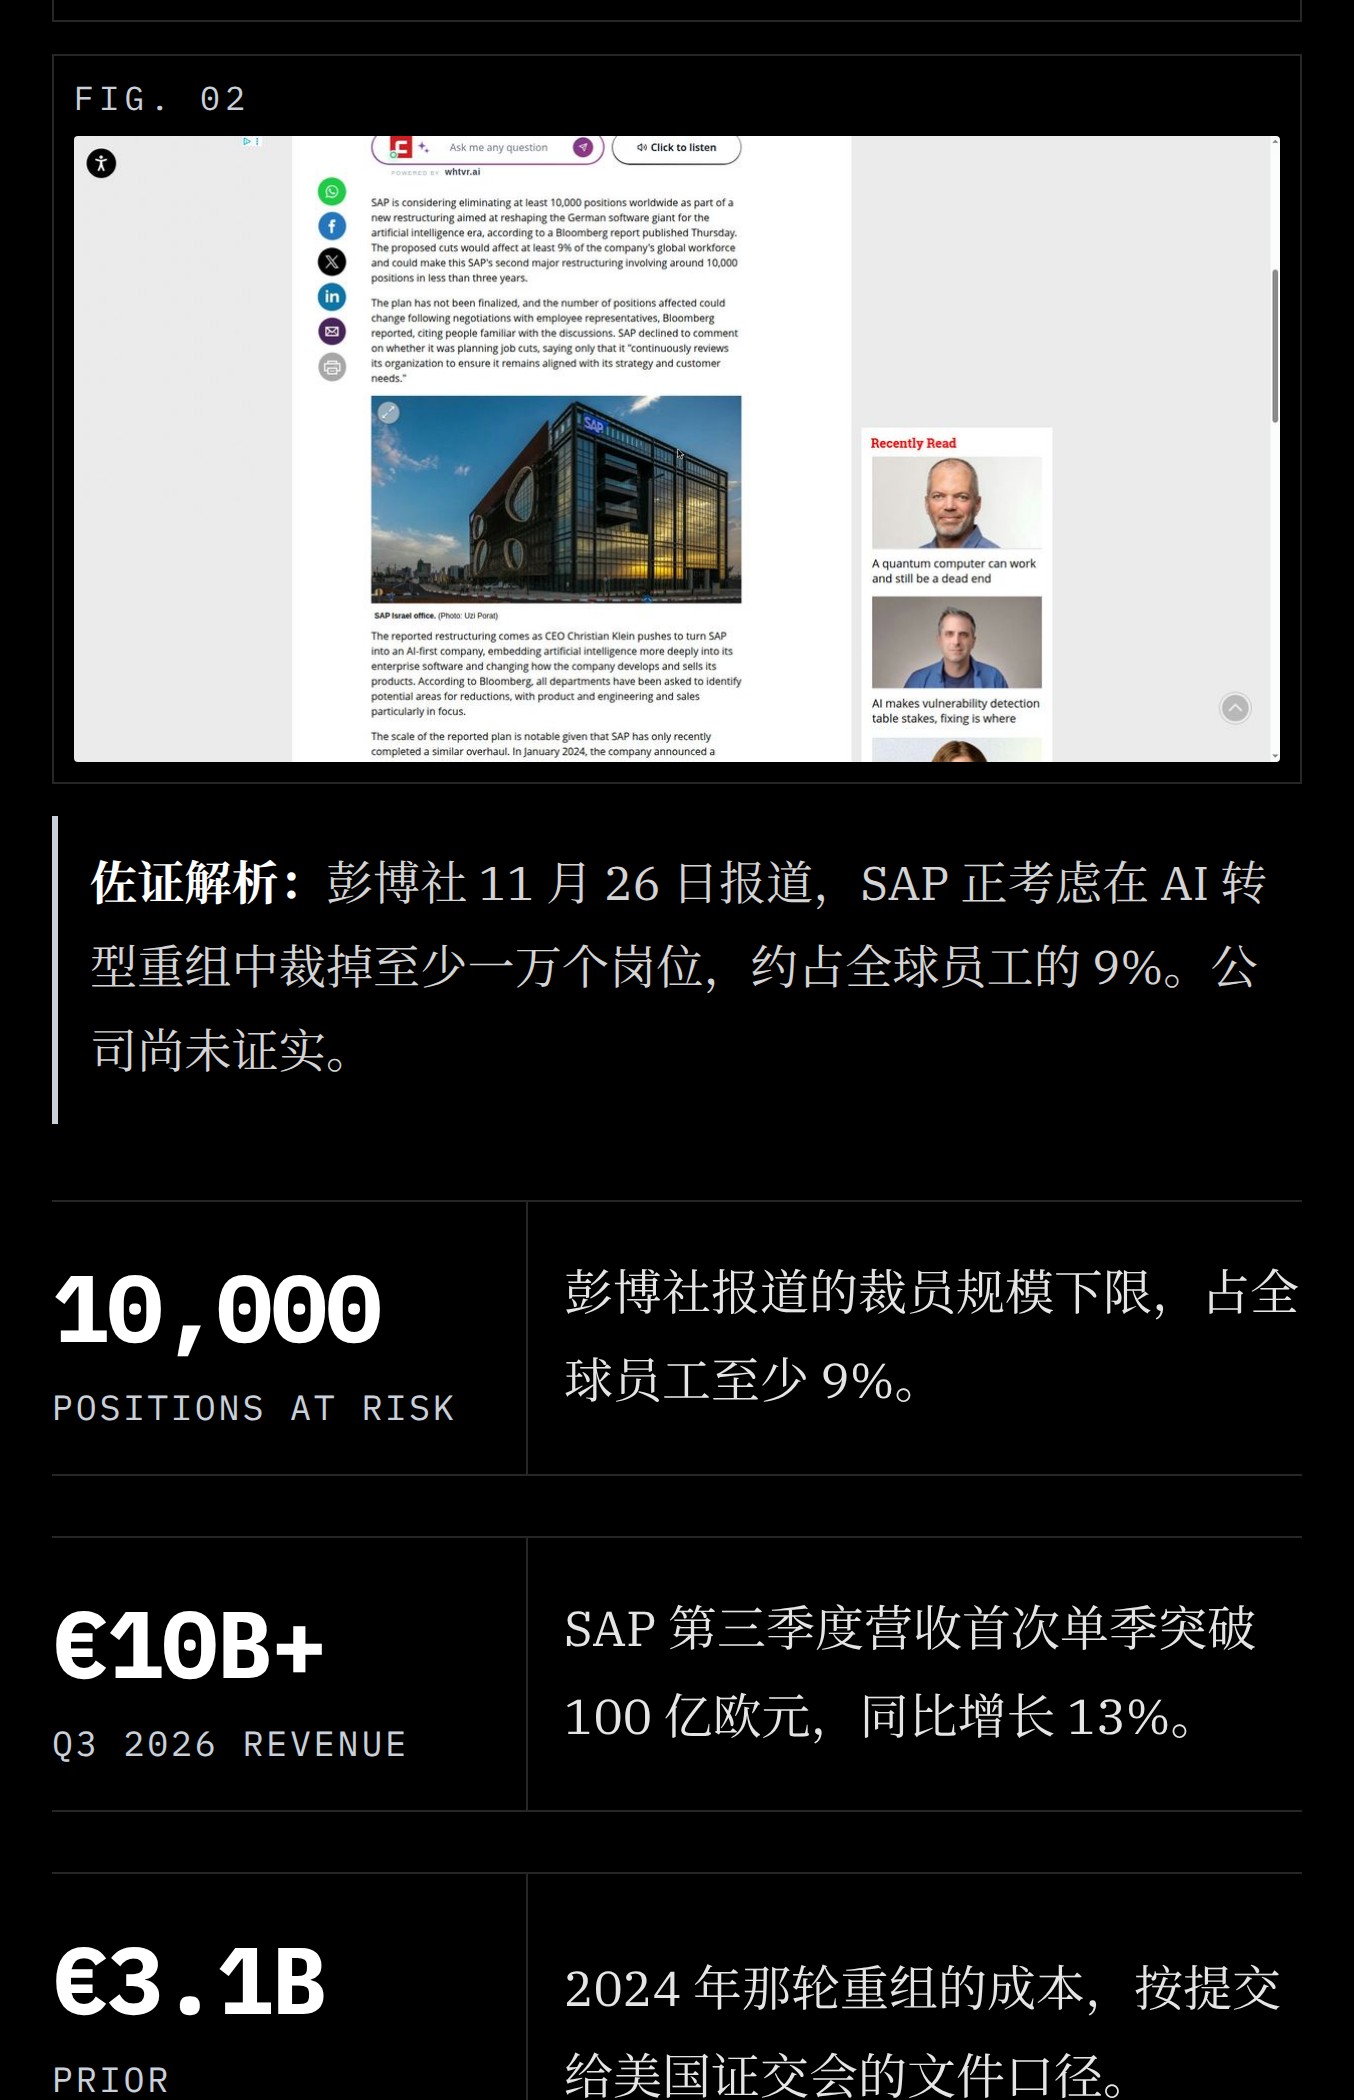 FIG. 02
Ask me any question
Click to listen
POWERED BY whtvr.ai
SAP is considering eliminating at least 10,000 positions worldwide as part of a
new restructuring aimed at reshaping the German software giant for the
artificial intelligence era, according to a Bloomberg report published Thursday.
The proposed cuts would affect at least 9% of the company's global workforce
and could make this SAP's second major restructuring involving around 10,000
positions in less than three years.
The plan has not been finalized, and the number of positions affected could
change following negotiations with employee representatives, Bloomberg
reported, citing people familiar with the discussions. SAP declined to comment
on whether it was planning job cuts, saying only that it "continuously reviews
its organization to ensure it remains aligned with its strategy and customer
needs."
SAP
SAP Israel office. (Photo: Uzi Porat)
The reported restructuring comes as CEO Christian Klein pushes to turn SAP
into an AI-first company, embedding artificial intelligence more deeply into its
enterprise software and changing how the company develops and sells its
products. According to Bloomberg, all departments have been asked to identify
potential areas for reductions, with product and engineering and sales
particularly in focus.
The scale of the reported plan is notable given that SAP has only recently
completed a similar overhaul. In January 2024, the company announced a
Recently Read
A quantum computer can work
and still be a dead end
AI makes vulnerability detection
table stakes, fixing is where
佐证解析：彭博社 11 月 26 日报道，SAP 正考虑在 AI 转
型重组中裁掉至少一万个岗位，约占全球员工的 9%。公
司尚未证实。
10,000
POSITIONS AT RISK
彭博社报道的裁员规模下限，占全
球员工至少 9%。
€10B+
Q3 2026 REVENUE
SAP 第三季度营收首次单季突破
100 亿欧元，同比增长 13%。
€3.1B
PRIOR
2024 年那轮重组的成本，按提交
给美国证交会的文件口径。